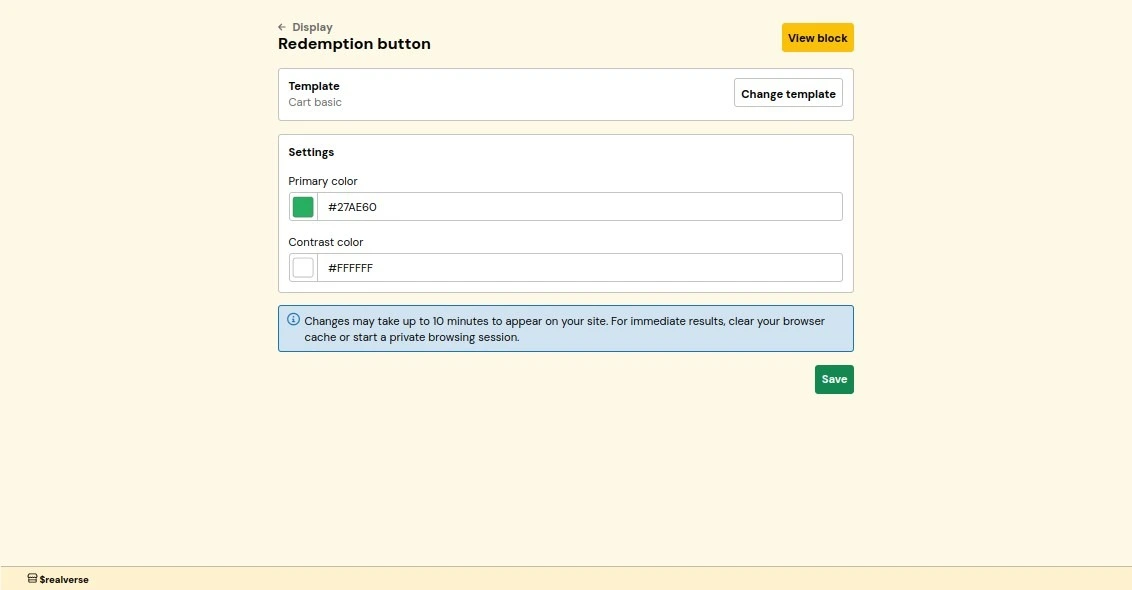 ← Display
Redemption button
View block
Template
Cart basic
Change template
Settings
Primary color
#27AE60
Contrast color
#FFFFFF
Changes may take up to 10 minutes to appear on your site. For immediate results, clear your browser
cache or start a private browsing session.
Save
$realverse